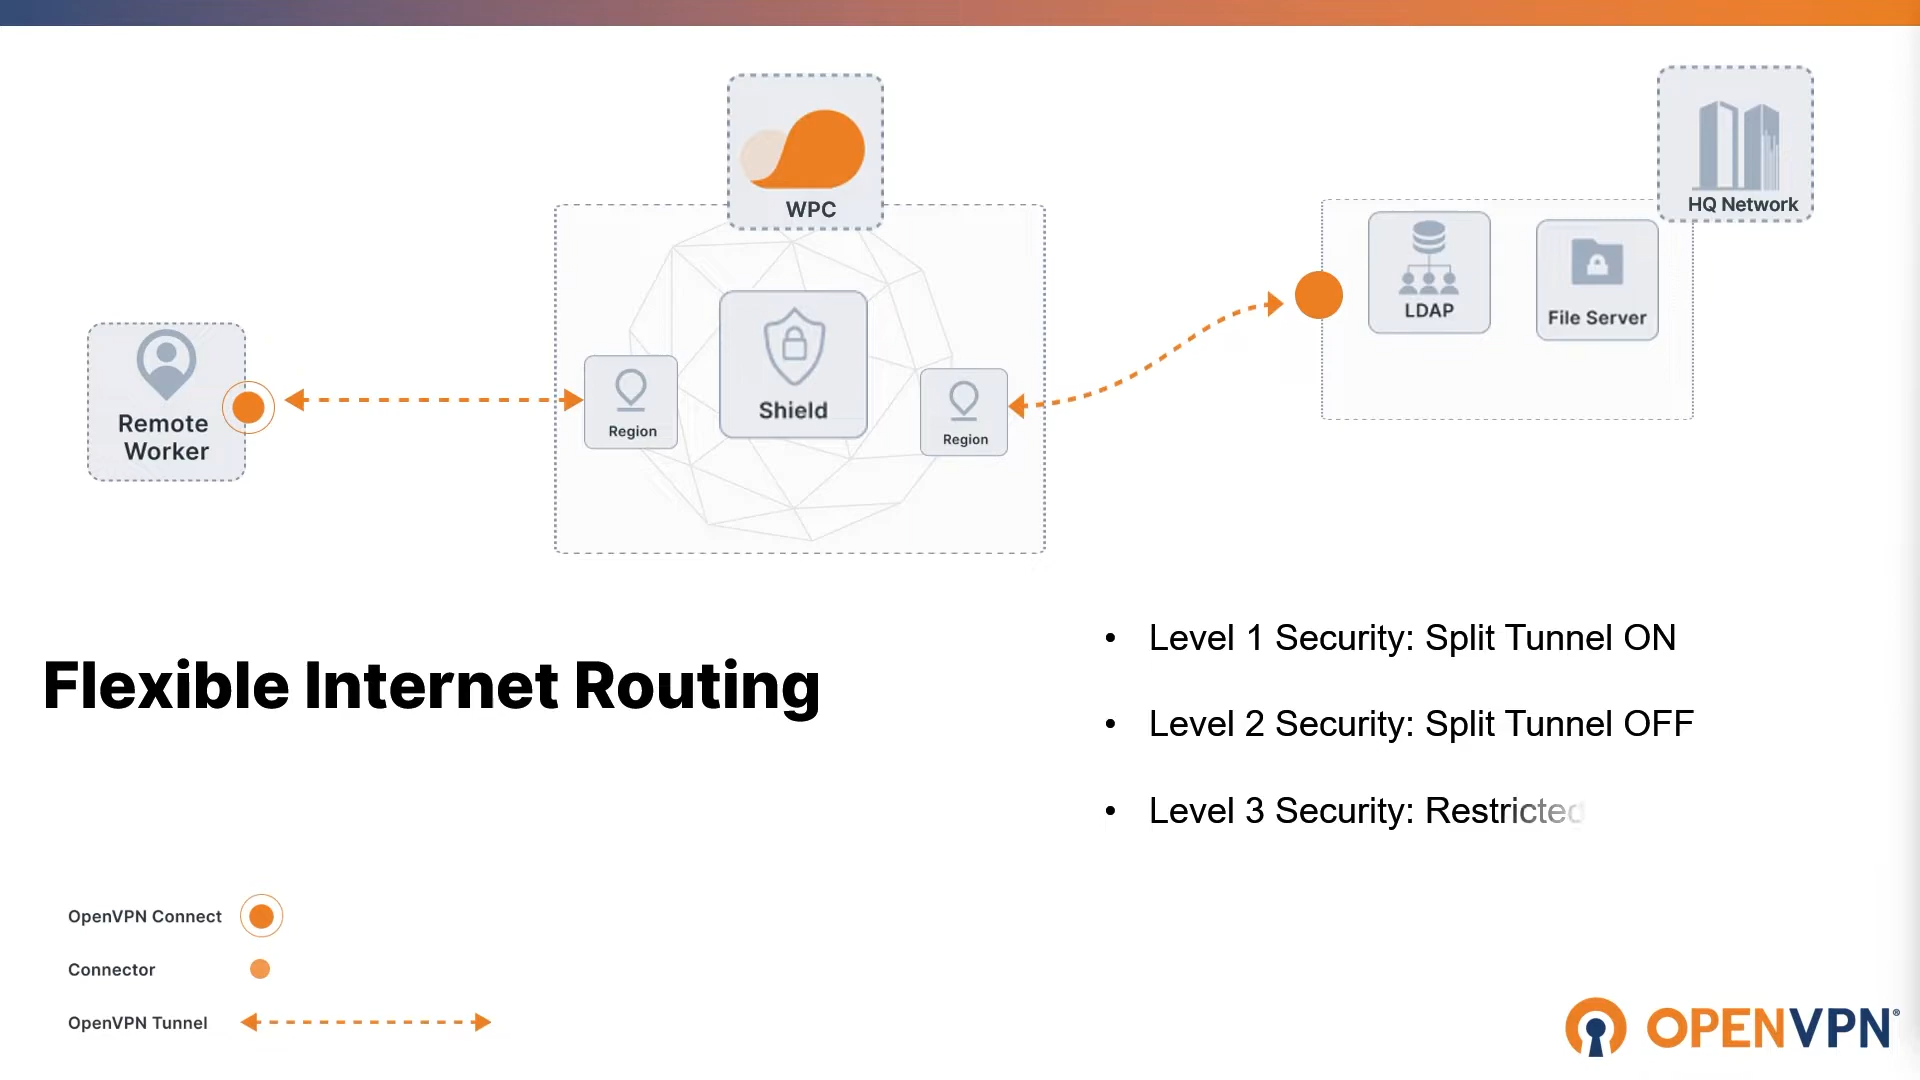 WPC
HQ Network
LDAP
File Server
Shield
Remote
Worker
Region
Region
Level 1 Security: Split Tunnel ON
Flexible Internet Routing
Level 2 Security: Split Tunnel OFF
Level 3 Security: Restricted
OpenVPN Connect
Connector
OpenVPN Tunnel
OPENVPN®